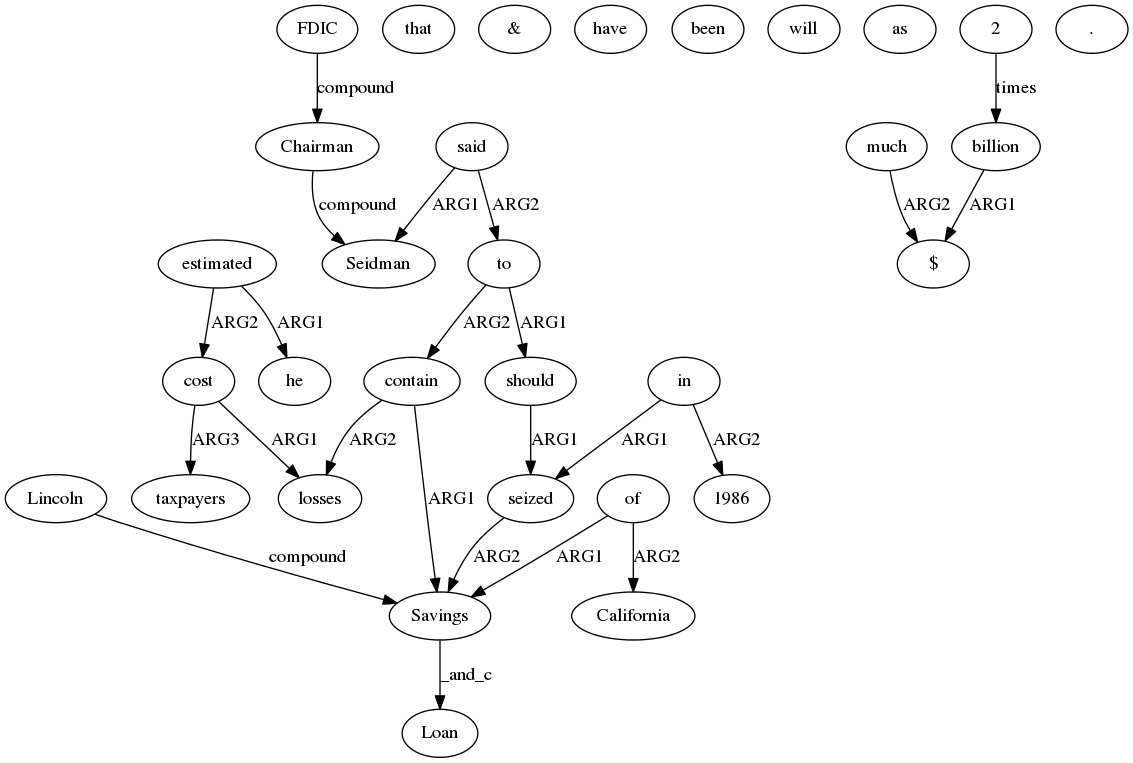 FDIC that & have been will as 2 .
compound times
Chairman said much billion
compound ARG1 ARG2 ARG2 ARG1
estimated Seidman to $
ARG2 ARG1 ARG2 ARG1
cost he contain should in
ARG3 ARG1 ARG2 ARG1 ARG1 ARG2
Lincoln taxpayers losses ARG1 seized of 1986
compound ARG2 ARG1 ARG2
Savings California
_and_c
Loan